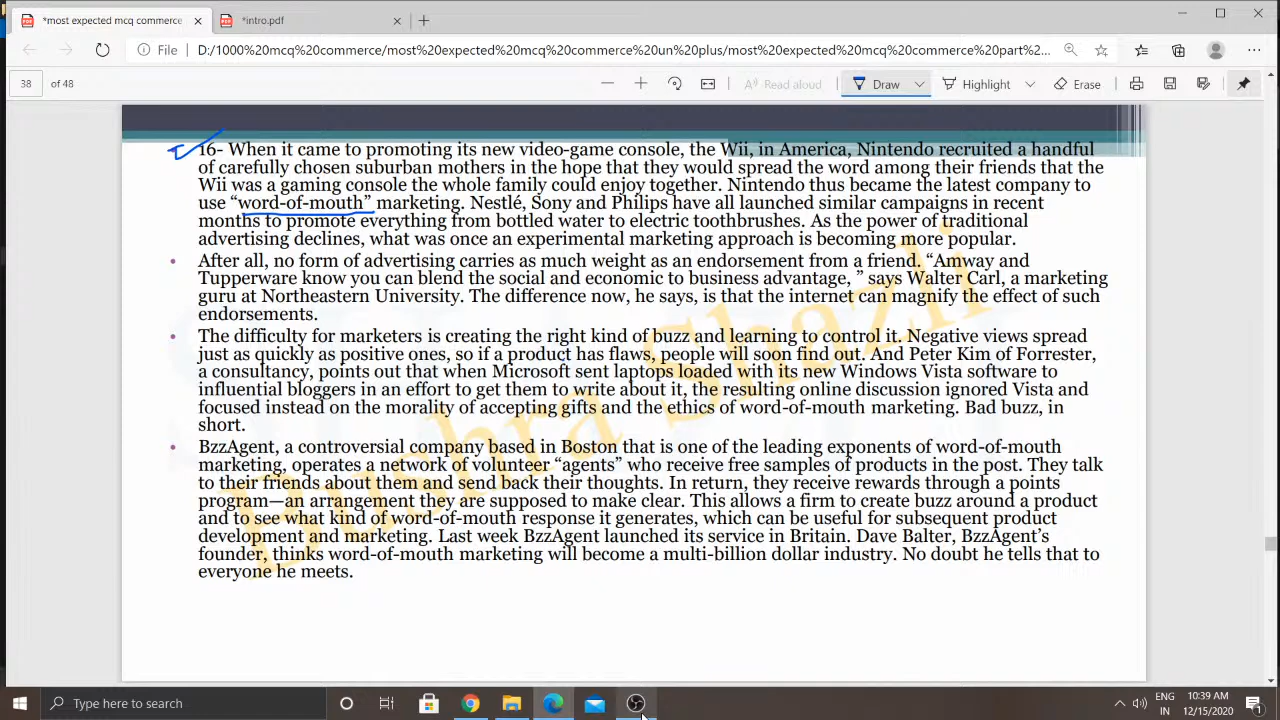 *most expected mcq commerce
*intro.pdf
File
D:/1000%20mcq%20commerce/most%20expected%20mcq%20commerce%20un%20plus/most%20expected%20mcq%20commerce%20part%...
38 of 48
Read aloud
Draw
Highlight
Erase
16- When it came to promoting its new video-game console, the Wii, in America, Nintendo recruited a handful
of carefully chosen suburban mothers in the hope that they would spread the word among their friends that the
Wii was a gaming console the whole family could enjoy together. Nintendo thus became the latest company to
use “word-of-mouth” marketing. Nestlé, Sony and Philips have all launched similar campaigns in recent
months to promote everything from bottled water to electric toothbrushes. As the power of traditional
advertising declines, what was once an experimental marketing approach is becoming more popular.
• After all, no form of advertising carries as much weight as an endorsement from a friend. “Amway and
Tupperware know you can blend the social and economic to business advantage, ” says Walter Carl, a marketing
guru at Northeastern University. The difference now, he says, is that the internet can magnify the effect of such
endorsements.
• The difficulty for marketers is creating the right kind of buzz and learning to control it. Negative views spread
just as quickly as positive ones, so if a product has flaws, people will soon find out. And Peter Kim of Forrester,
a consultancy, points out that when Microsoft sent laptops loaded with its new Windows Vista software to
influential bloggers in an effort to get them to write about it, the resulting online discussion ignored Vista and
focused instead on the morality of accepting gifts and the ethics of word-of-mouth marketing. Bad buzz, in
short.
• BzzAgent, a controversial company based in Boston that is one of the leading exponents of word-of-mouth
marketing, operates a network of volunteer “agents” who receive free samples of products in the post. They talk
to their friends about them and send back their thoughts. In return, they receive rewards through a points
program—an arrangement they are supposed to make clear. This allows a firm to create buzz around a product
and to see what kind of word-of-mouth response it generates, which can be useful for subsequent product
development and marketing. Last week BzzAgent launched its service in Britain. Dave Balter, BzzAgent’s
founder, thinks word-of-mouth marketing will become a multi-billion dollar industry. No doubt he tells that to
everyone he meets.
Bushra Shazli
Type here to search
ENG
IN
10:39 AM
12/15/2020
1